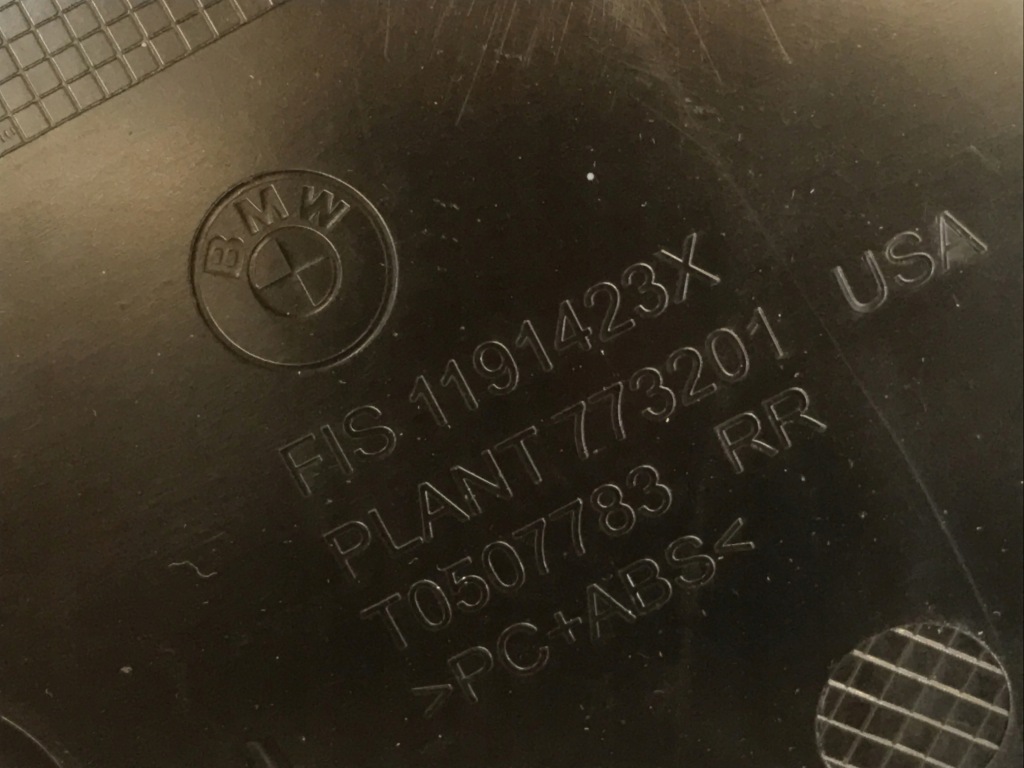 BMW
FIS 1191423X USA
PLANT 773201
T0507783 RR
>PC+ABS<